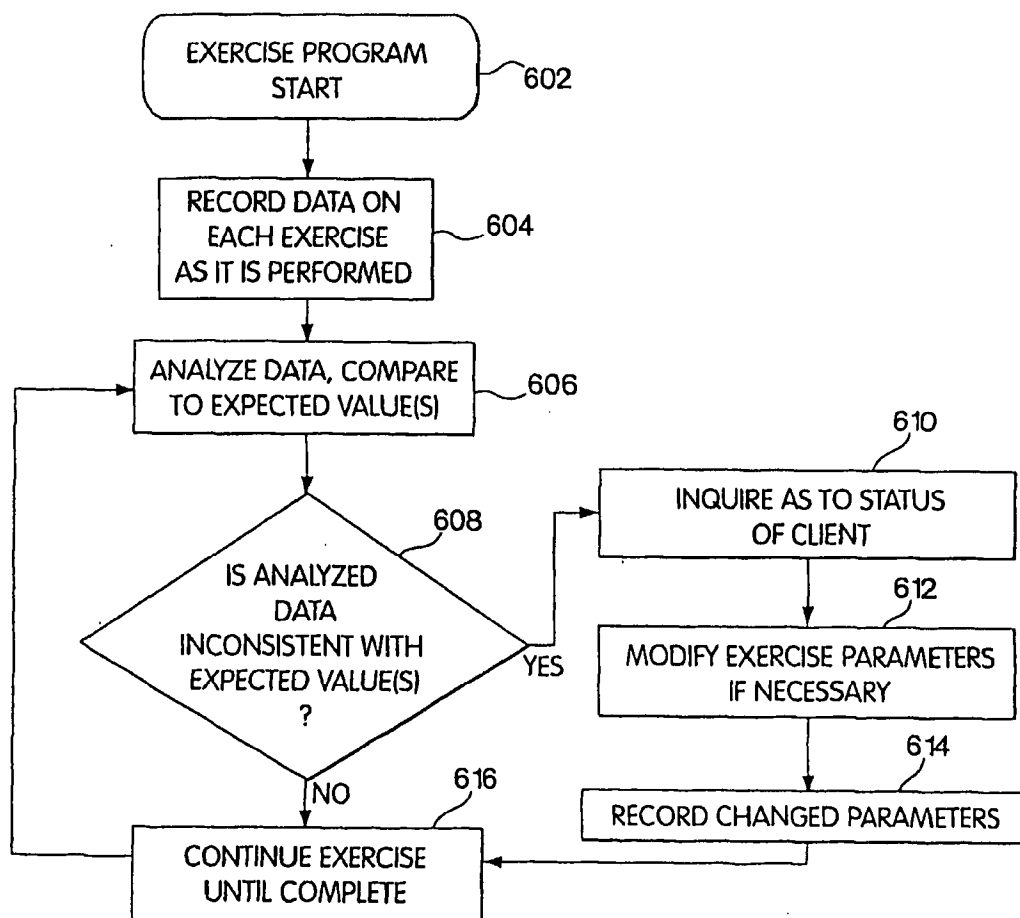 EXERCISE PROGRAM
START
602
RECORD DATA ON
EACH EXERCISE
AS IT IS PERFORMED
604
ANALYZE DATA, COMPARE
TO EXPECTED VALUE(S)
606
IS ANALYZED
DATA
INCONSISTENT WITH
EXPECTED VALUE(S)
?
608
YES
NO
610
INQUIRE AS TO STATUS
OF CLIENT
612
MODIFY EXERCISE PARAMETERS
IF NECESSARY
614
RECORD CHANGED PARAMETERS
616
CONTINUE EXERCISE
UNTIL COMPLETE